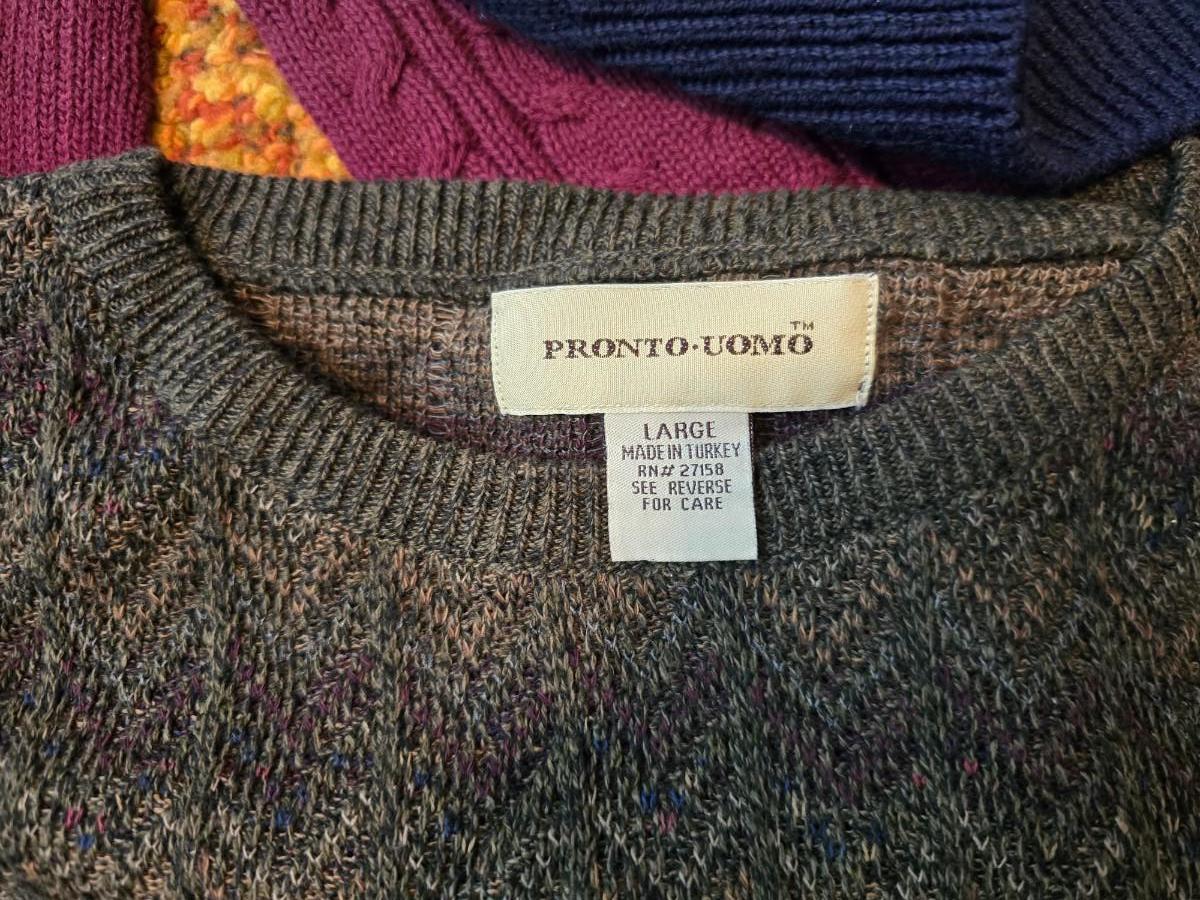 PRONTO·UOMO™
LARGE
MADE IN TURKEY
RN# 27158
SEE REVERSE
FOR CARE